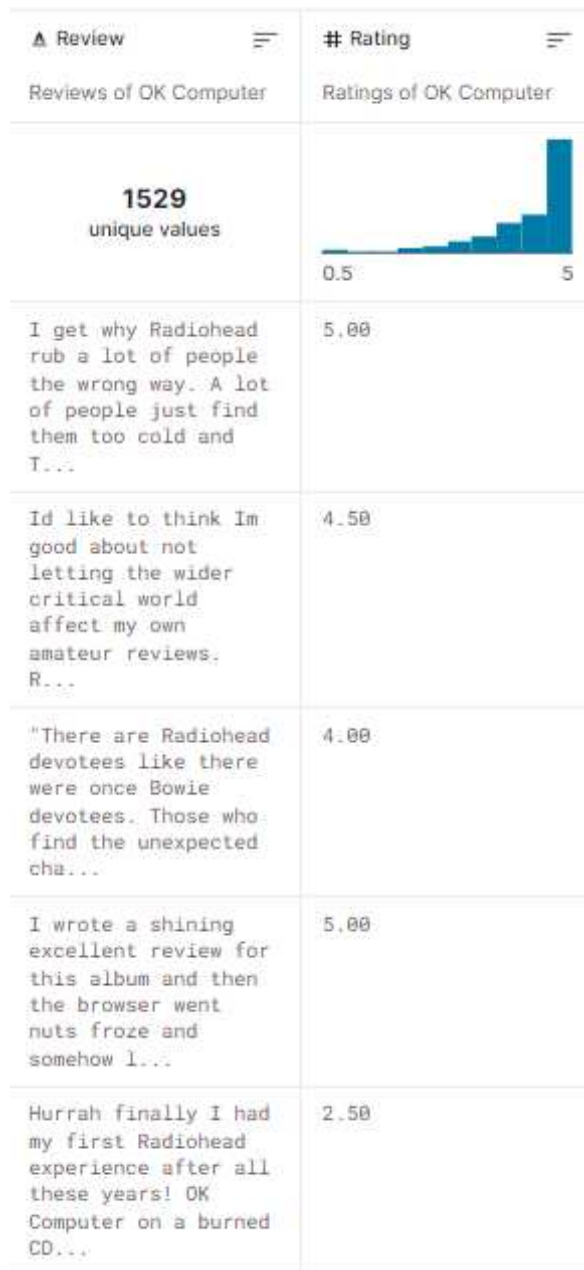 Review
# Rating
Reviews of OK Computer
Ratings of OK Computer
1529
unique values
0.5
5
I get why Radiohead
rub a lot of people
the wrong way. A lot
of people just find
them too cold and
T...
5.00
Id like to think Im
good about not
letting the wider
critical world
affect my own
amateur reviews.
R...
4.50
"There are Radiohead
devotees like there
were once Bowie
devotees. Those who
find the unexpected
cha...
4.00
I wrote a shining
excellent review for
this album and then
the browser went
nuts froze and
somehow l...
5.00
Hurrah finally I had
my first Radiohead
experience after all
these years! OK
Computer on a burned
CD...
2.50